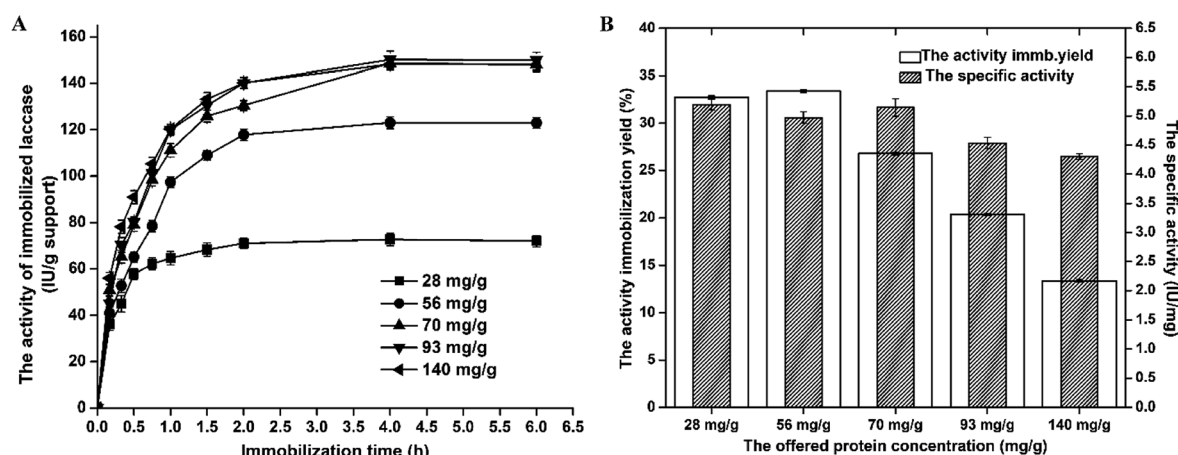 A
The activity of immobilized laccase
(IU/g support)
160
140
120
100
80
60
40
20
0
28 mg/g
56 mg/g
70 mg/g
93 mg/g
140 mg/g
0.0 0.5 1.0 1.5 2.0 2.5 3.0 3.5 4.0 4.5 5.0 5.5 6.0 6.5
Immobilization time (h)
B
The activity immobilization yield (%)
40
35
30
25
20
15
10
5
0
The activity immb.yield
The specific activity
6.5
6.0
5.5
5.0
4.5
4.0
3.5
3.0
2.5
2.0
1.5
1.0
0.5
0.0
The specific activity (IU/mg)
28 mg/g 56 mg/g 70 mg/g 93 mg/g 140 mg/g
The offered protein concentration (mg/g)